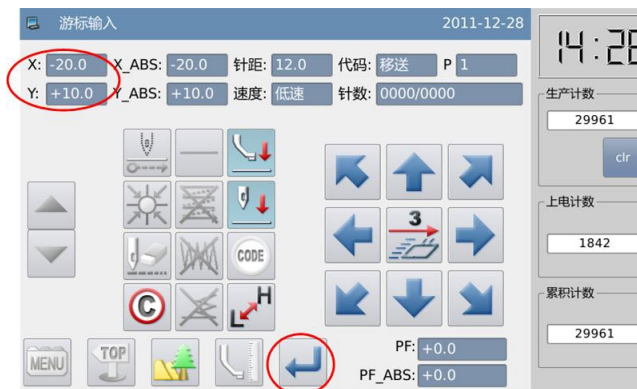 游标输入 2011-12-28
X: -20.0 X_ABS: -20.0 针距: 12.0 代码: 移送 P 1
Y: +10.0 Y_ABS: +10.0 速度: 低速 针数: 0000/0000
14:28
生产计数
29961
clr
上电计数
1842
累积计数
29961
3
CODE
C
L H
MENU
TOP
PF: +0.0
PF_ABS: +0.0